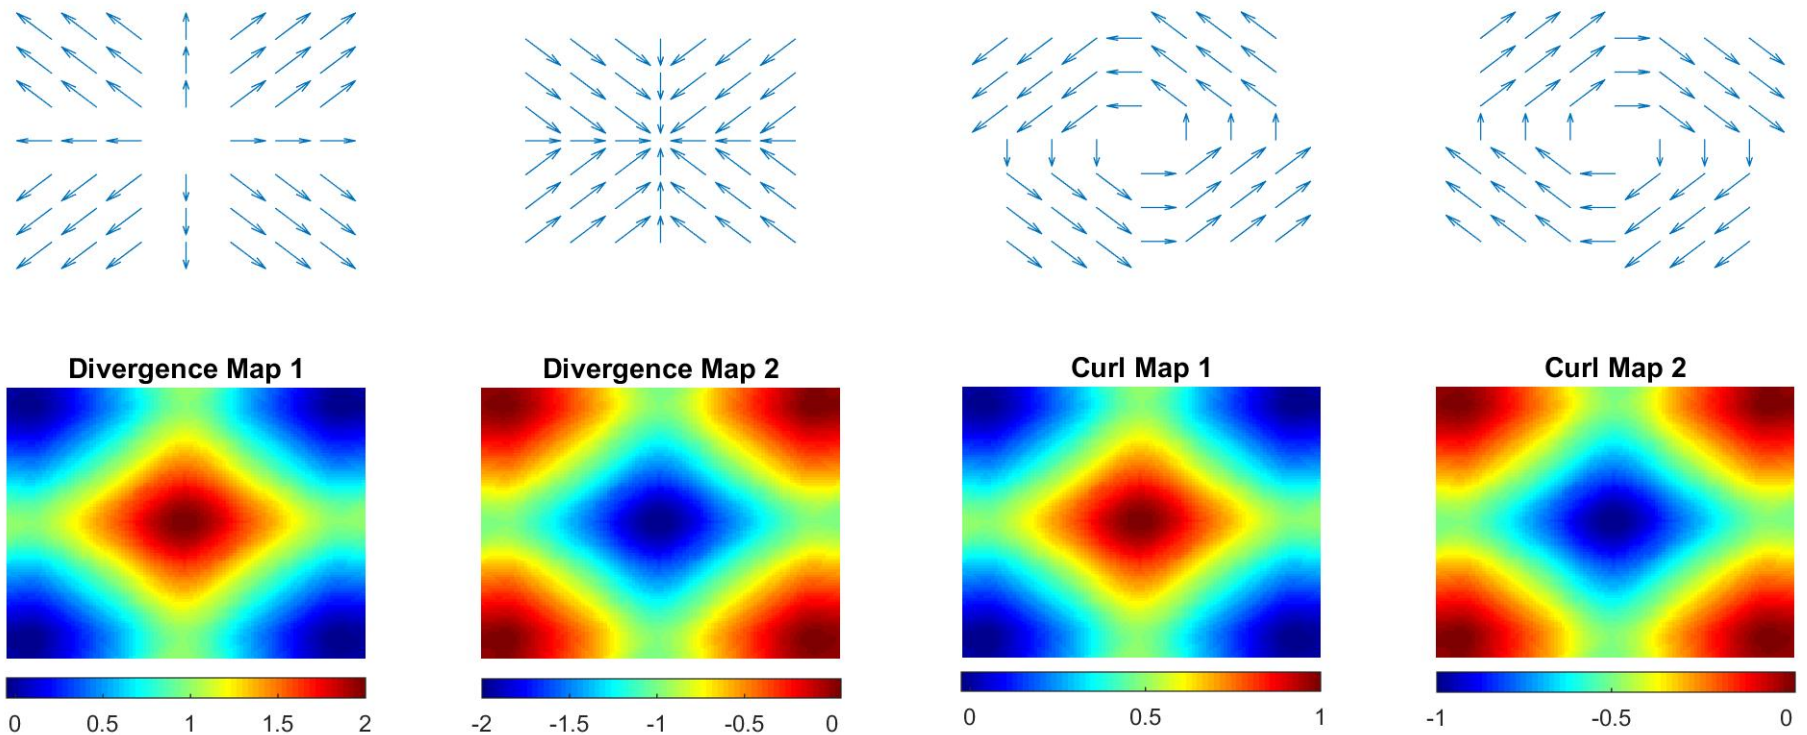 Divergence Map 1
Divergence Map 2
Curl Map 1
Curl Map 2
0 0.5 1 1.5 2
-2 -1.5 -1 -0.5 0
0 0.5 1
-1 -0.5 0